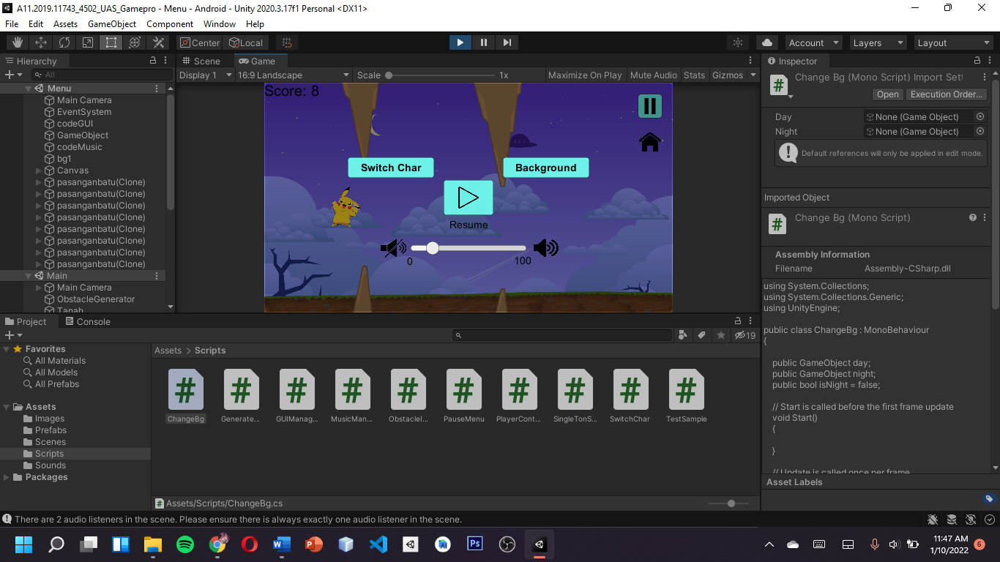 A11.2019.11743_4502_UAS_Gamepro - Menu - Android - Unity 2020.3.17f1 Personal <DX11>
File Edit Assets GameObject Component Window Help
Center Local Account Layers Layout
Hierarchy
All
Menu
Main Camera
EventSystem
codeGUI
GameObject
codeMusic
bg1
Canvas
pasanganbatu(Clone)
pasanganbatu(Clone)
pasanganbatu(Clone)
pasanganbatu(Clone)
pasanganbatu(Clone)
pasanganbatu(Clone)
pasanganbatu(Clone)
pasanganbatu(Clone)
Main
Main Camera
ObstacleGenerator
Tanah
Scene Game
Display 1 16:9 Landscape Scale 1x Maximize On Play Mute Audio Stats Gizmos
Score: 8
Switch Char Background
Resume
0 100
Inspector
Change Bg (Mono Script) Import Set
Open Execution Order...
Day None (Game Object)
Night None (Game Object)
Default references will only be applied in edit mode.
Imported Object
Change Bg (Mono Script)
Assembly Information
Filename Assembly-CSharp.dll
using System.Collections;
using System.Collections.Generic;
using UnityEngine;
public class ChangeBg : MonoBehaviour
{
public GameObject day;
public GameObject night;
public bool isNight = false;
// Start is called before the first frame update
void Start()
{
}
// Update is called once per frame
Asset Labels
Project Console
19
Favorites
All Materials
All Models
All Prefabs
Assets
Images
Prefabs
Scenes
Scripts
Sounds
Packages
Assets > Scripts
ChangeBg Generate... GUIManag... MusicMan... ObstacleI... PauseMenu PlayerCont... SingleTonS... SwitchChar TestSample
Assets/Scripts/ChangeBg.cs
There are 2 audio listeners in the scene. Please ensure there is always exactly one audio listener in the scene.
11:47 AM
1/10/2022
6